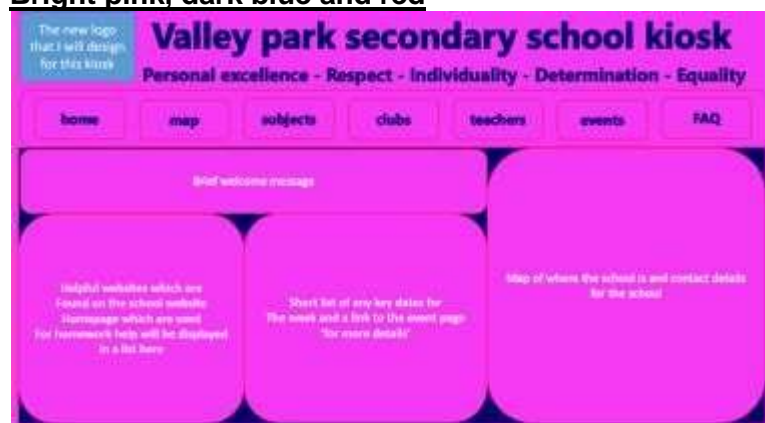 Bright pink, dark blue and red
The new logo
that I will design
for this kiosk
Valley park secondary school kiosk
Personal excellence - Respect - Individuality - Determination - Equality
home
map
subjects
clubs
teachers
events
FAQ
Brief welcome message
Helpful websites which are
Found on the school website
Homepage which are used
For homework help will be displayed
in a list here
Short list of any key dates for
The week and a link to the event page
"for more details"
Map of where the school is and contact details
for the school